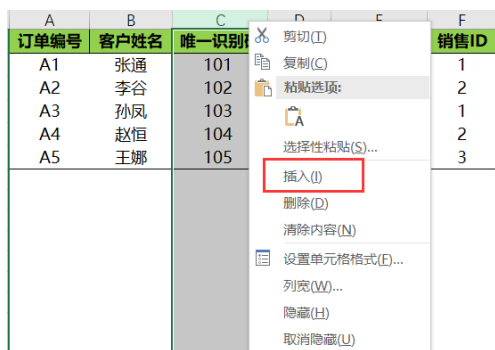 A B C D E F
订单编号 客户姓名 唯一识别 销售ID
A1 张通 101 1
A2 李谷 102 2
A3 孙凤 103 1
A4 赵恒 104 2
A5 王娜 105 3
剪切(T)
复制(C)
粘贴选项:
A
选择性粘贴(S)...
插入(I)
删除(D)
清除内容(N)
设置单元格格式(F)...
列宽(W)...
隐藏(H)
取消隐藏(U)